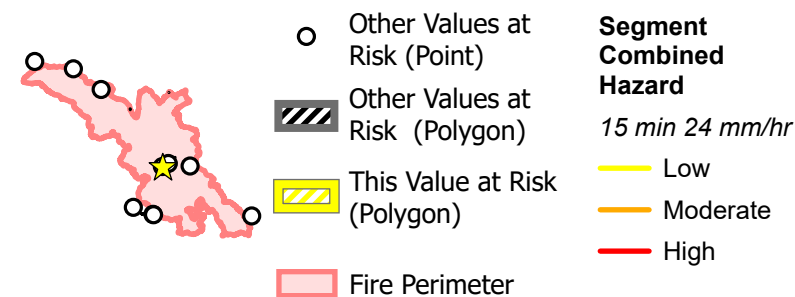 Other Values at
Risk (Point)
Other Values at
Risk (Polygon)
This Value at Risk
(Polygon)
Fire Perimeter
Segment
Combined
Hazard
15 min 24 mm/hr
Low
Moderate
High